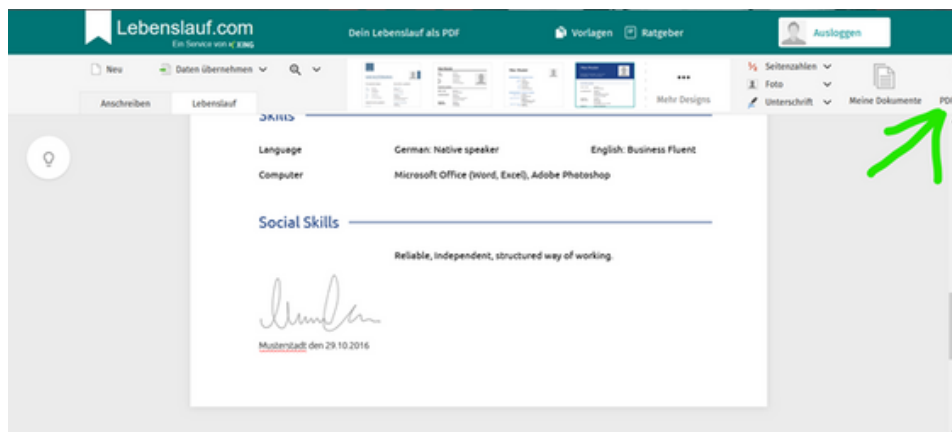 Lebenslauf.com
Ein Service von XING
Dein Lebenslauf als PDF
Vorlagen
Ratgeber
Ausloggen
Neu
Daten übernehmen
Mehr Designs
Seitenzahlen
Foto
Unterschrift
Meine Dokumente
PDF
Anschreiben
Lebenslauf
Skills
Language German: Native speaker English: Business Fluent
Computer Microsoft Office (Word, Excel), Adobe Photoshop
Social Skills
Reliable, Independent, structured way of working.
Musterstadt den 29.10.2016